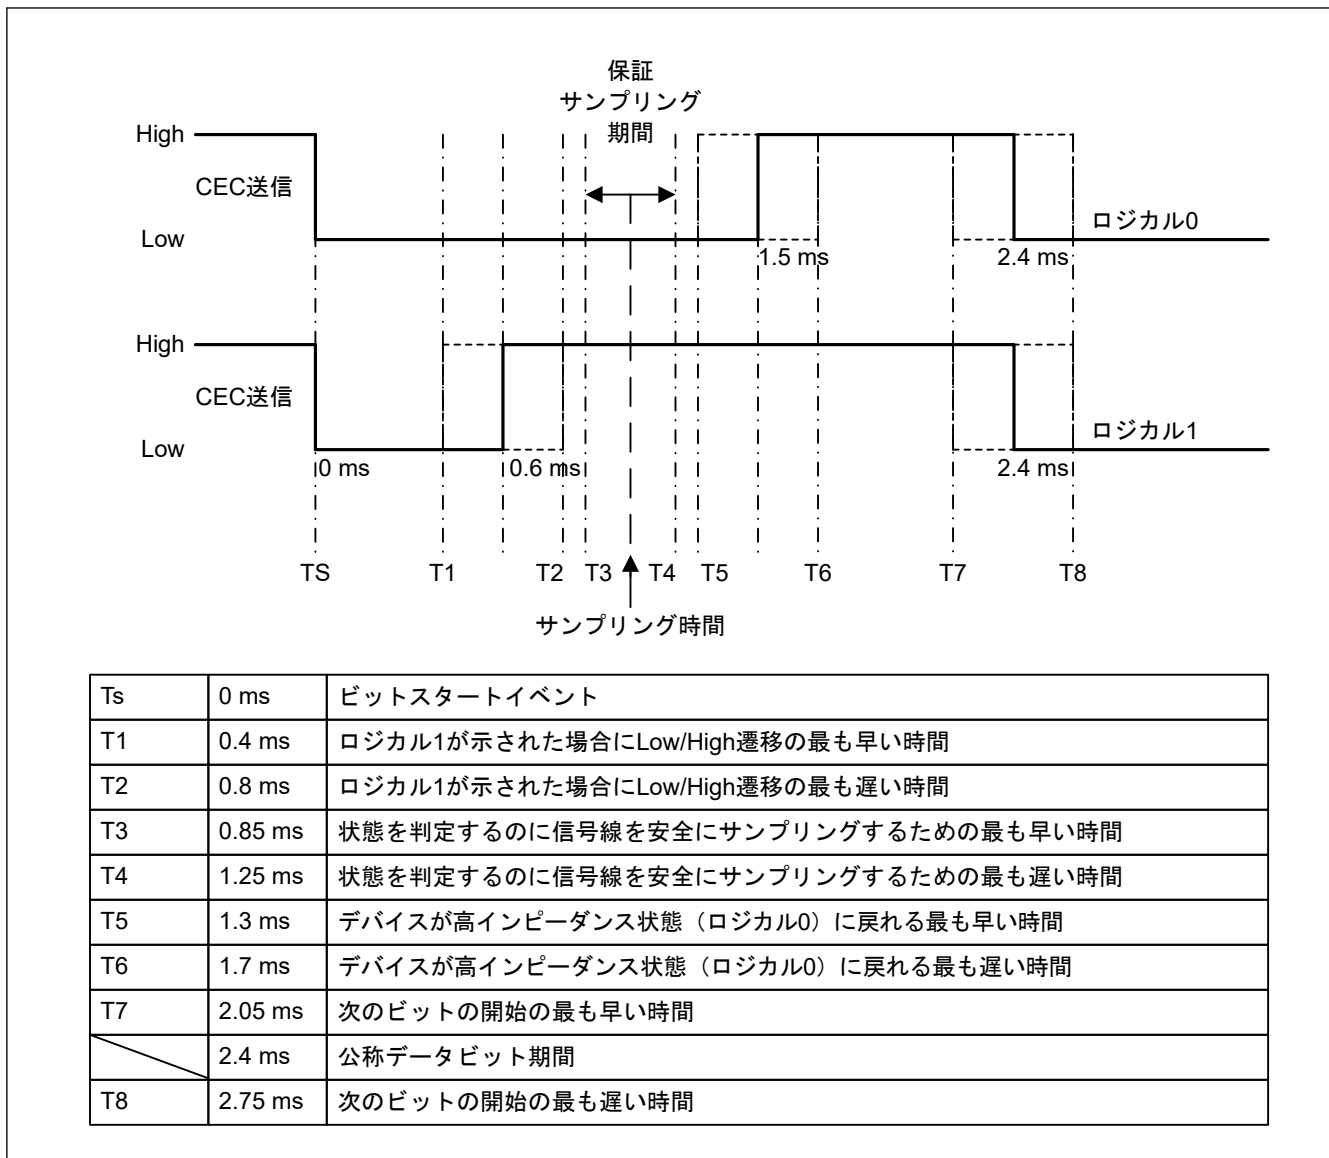 保証
サンプリング
期間
High
CEC送信
Low
ロジカル0
1.5 ms
2.4 ms
High
CEC送信
Low
ロジカル1
0 ms
0.6 ms
2.4 ms
TS T1 T2 T3 T4 T5 T6 T7 T8
サンプリング時間
Ts 0 ms ビットスタートイベント
T1 0.4 ms ロジカル1が示された場合にLow/High遷移の最も早い時間
T2 0.8 ms ロジカル1が示された場合にLow/High遷移の最も遅い時間
T3 0.85 ms 状態を判定するのに信号線を安全にサンプリングするための最も早い時間
T4 1.25 ms 状態を判定するのに信号線を安全にサンプリングするための最も遅い時間
T5 1.3 ms デバイスが高インピーダンス状態（ロジカル0）に戻れる最も早い時間
T6 1.7 ms デバイスが高インピーダンス状態（ロジカル0）に戻れる最も遅い時間
T7 2.05 ms 次のビットの開始の最も早い時間
2.4 ms 公称データビット期間
T8 2.75 ms 次のビットの開始の最も遅い時間